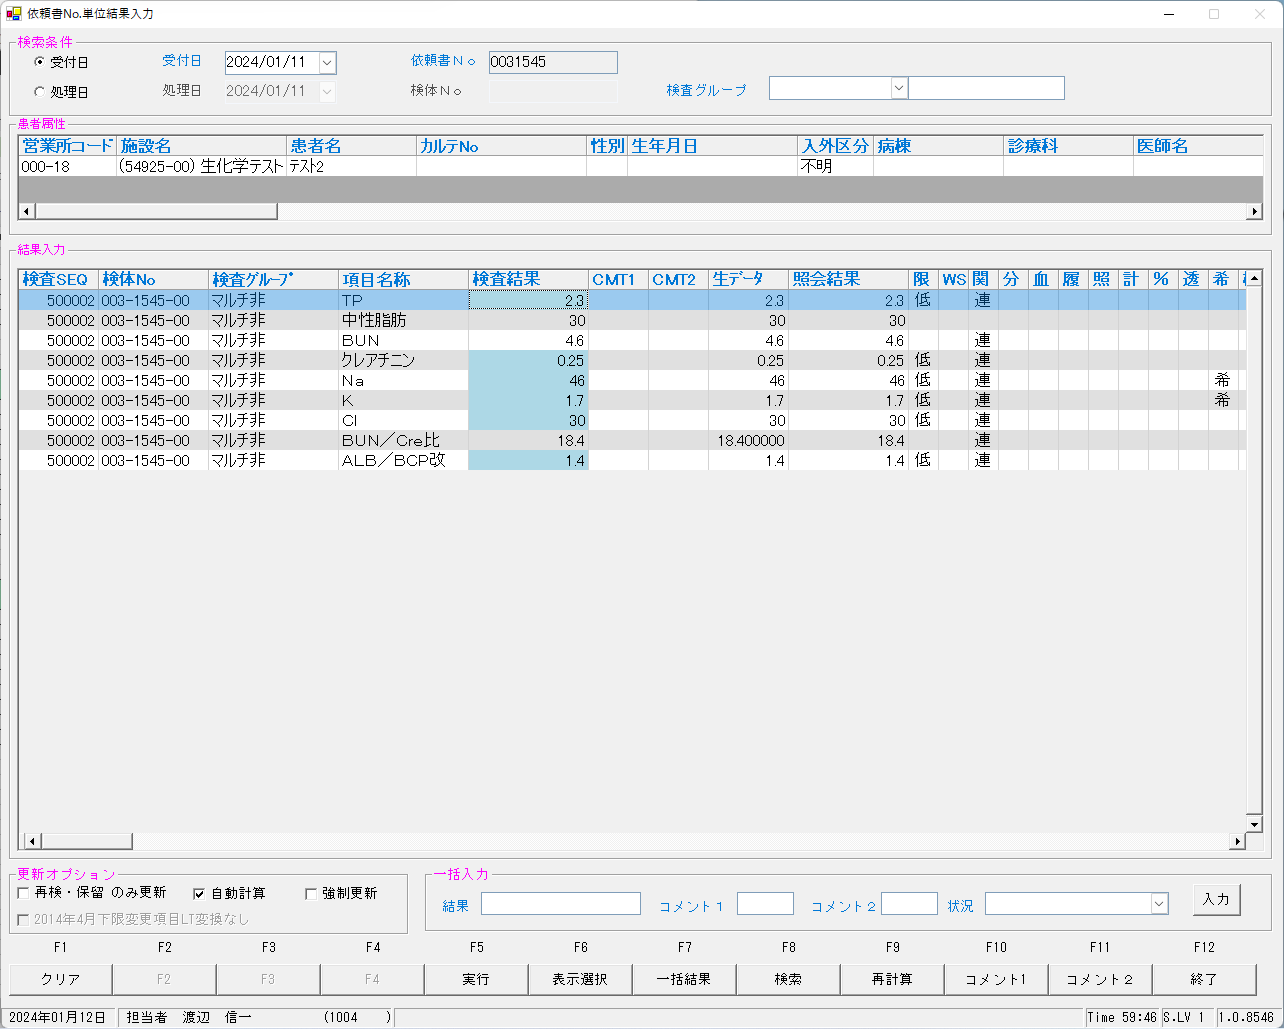 依頼書No.単位結果入力
検索条件
受付日 受付日 2024/01/11 依頼書Ｎｏ 0031545
処理日 処理日 2024/01/11 検体Ｎｏ 検査グループ
患者属性
営業所コード 施設名 患者名 カルテNo 性別 生年月日 入外区分 病棟 診療科 医師名
000-18 (54925-00) 生化学テスト ﾃｽﾄ2 不明
結果入力
検査SEQ 検体No 検査ｸﾞﾙｰﾌﾟ 項目名称 検査結果 CMT1 CMT2 生ﾃﾞｰﾀ 照会結果 限 WS 関 分 血 履 照 計 % 透 希
500002 003-1545-00 マルチ非 ＴＰ 2.3 2.3 2.3 低 連
500002 003-1545-00 マルチ非 中性脂肪 30 30 30
500002 003-1545-00 マルチ非 ＢＵＮ 4.6 4.6 4.6 連
500002 003-1545-00 マルチ非 クレアチニン 0.25 0.25 0.25 低 連
500002 003-1545-00 マルチ非 Ｎａ 46 46 46 低 連 希
500002 003-1545-00 マルチ非 Ｋ 1.7 1.7 1.7 低 連 希
500002 003-1545-00 マルチ非 Ｃｌ 30 30 30 低 連
500002 003-1545-00 マルチ非 ＢＵＮ／Ｃｒｅ比 18.4 18.400000 18.4 連
500002 003-1545-00 マルチ非 ＡＬＢ／ＢＣＰ改 1.4 1.4 1.4 低 連
更新オプション 一括入力
再検・保留 のみ更新 自動計算 強制更新
結果 コメント１ コメント２ 状況 入力
2014年4月下限変更項目LT変換なし
F1 F2 F3 F4 F5 F6 F7 F8 F9 F10 F11 F12
クリア F2 F3 F4 実行 表示選択 一括結果 検索 再計算 コメント1 コメント２ 終了
2024年01月12日 担当者 渡辺 信一 (1004 ) Time 59:46 S.LV 1 1.0.8546